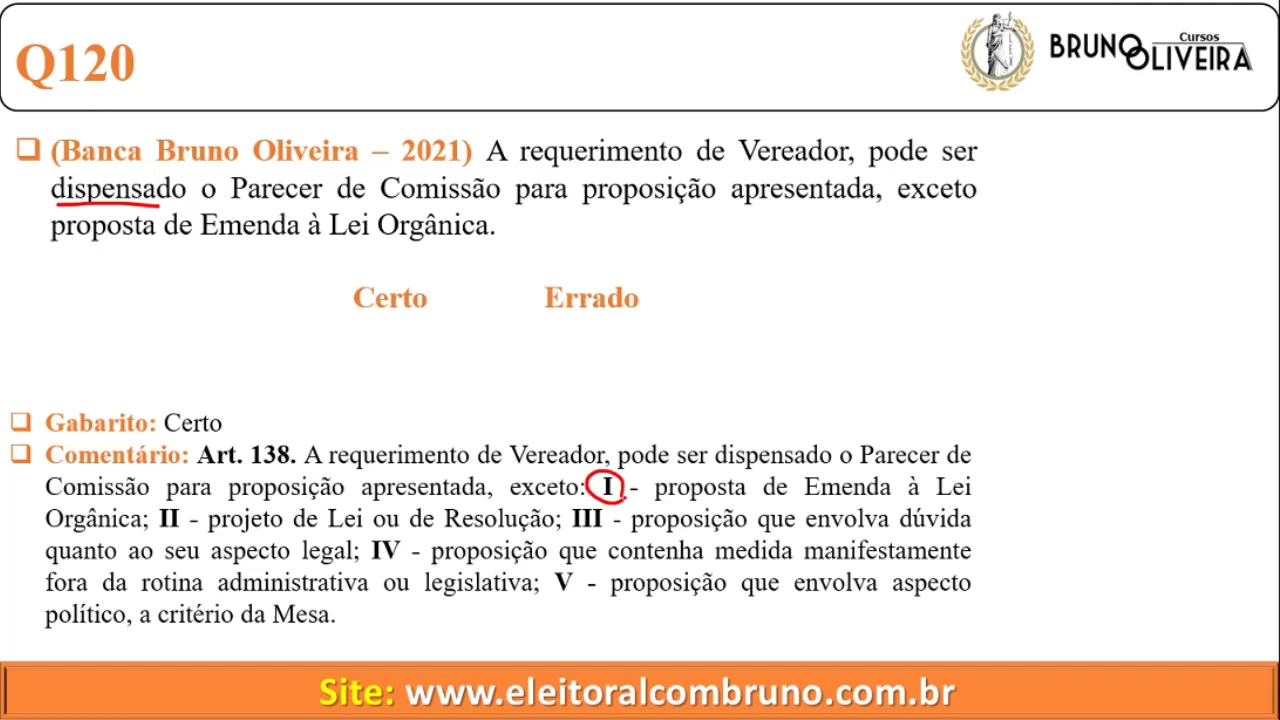 Q120
Cursos
BRUNO
OLIVEIRA
(Banca Bruno Oliveira – 2021) A requerimento de Vereador, pode ser
dispensado o Parecer de Comissão para proposição apresentada, exceto
proposta de Emenda à Lei Orgânica.
Certo Errado
Gabarito: Certo
Comentário: Art. 138. A requerimento de Vereador, pode ser dispensado o Parecer de
Comissão para proposição apresentada, exceto: I - proposta de Emenda à Lei
Orgânica; II - projeto de Lei ou de Resolução; III - proposição que envolva dúvida
quanto ao seu aspecto legal; IV - proposição que contenha medida manifestamente
fora da rotina administrativa ou legislativa; V - proposição que envolva aspecto
político, a critério da Mesa.
Site: www.eleitoralcombruno.com.br